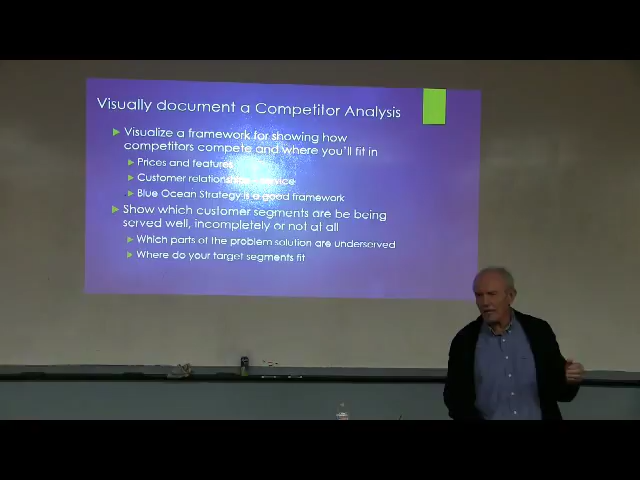 Visually document a Competitor Analysis
Visualize a framework for showing how
competitors compete and where you'll fit in
Prices and features
Customer relationships service
Blue Ocean Strategy is a good framework
Show which customer segments are be being
served well, incompletely or not at all
Which parts of the problem solution are underserved
Where do your target segments fit